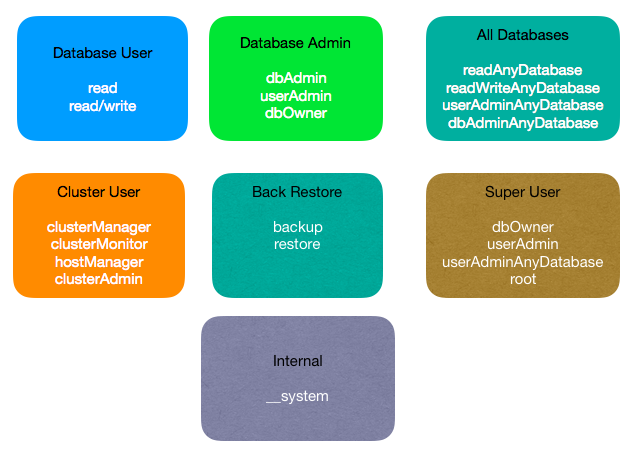 Database User
read
read/write
Database Admin
dbAdmin
userAdmin
dbOwner
All Databases
readAnyDatabase
readWriteAnyDatabase
userAdminAnyDatabase
dbAdminAnyDatabase
Cluster User
clusterManager
clusterMonitor
hostManager
clusterAdmin
Back Restore
backup
restore
Super User
dbOwner
userAdmin
userAdminAnyDatabase
root
Internal
__system